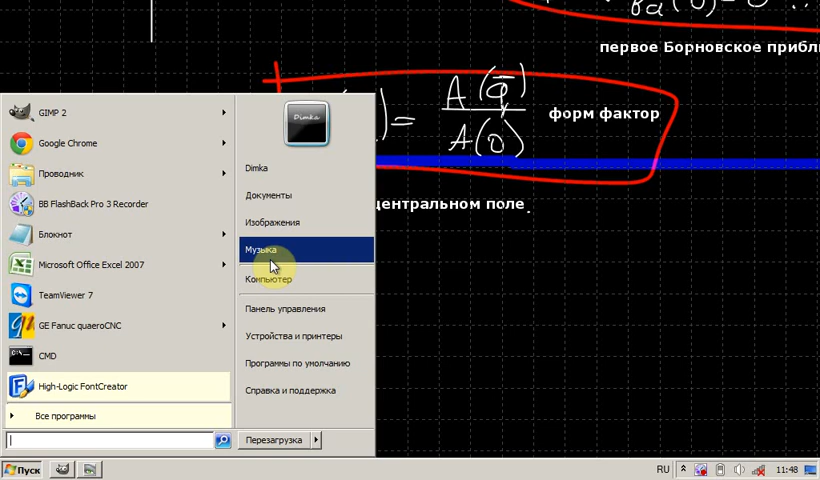 первое Борновское прибл
= A(q) / A(0)
форм фактор
центральном поле
GIMP 2
Google Chrome
Проводник
BB FlashBack Pro 3 Recorder
Блокнот
Microsoft Office Excel 2007
TeamViewer 7
GE Fanuc quaeroCNC
CMD
High-Logic FontCreator
Все программы
Dimka
Dimka
Документы
Изображения
Музыка
Компьютер
Панель управления
Устройства и принтеры
Программы по умолчанию
Справка и поддержка
Перезагрузка
Пуск
RU
11:48